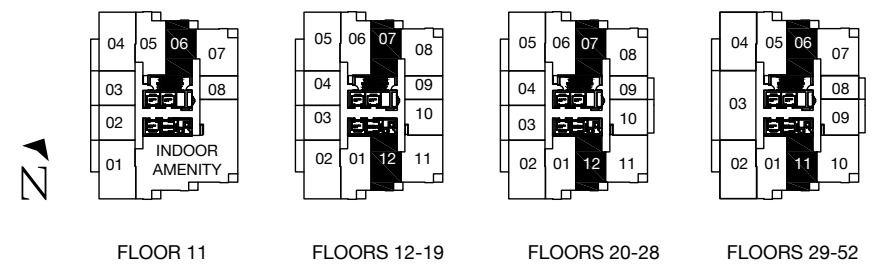 04 05 06 07
03 08
02
01 INDOOR AMENITY
FLOOR 11
05 06 07 08
04 09
03 10
02 01 12 11
FLOORS 12-19
05 06 07 08
04 09
03 10
02 01 12 11
FLOORS 20-28
04 05 06 07
03 08
09
02 01 11 10
FLOORS 29-52
N